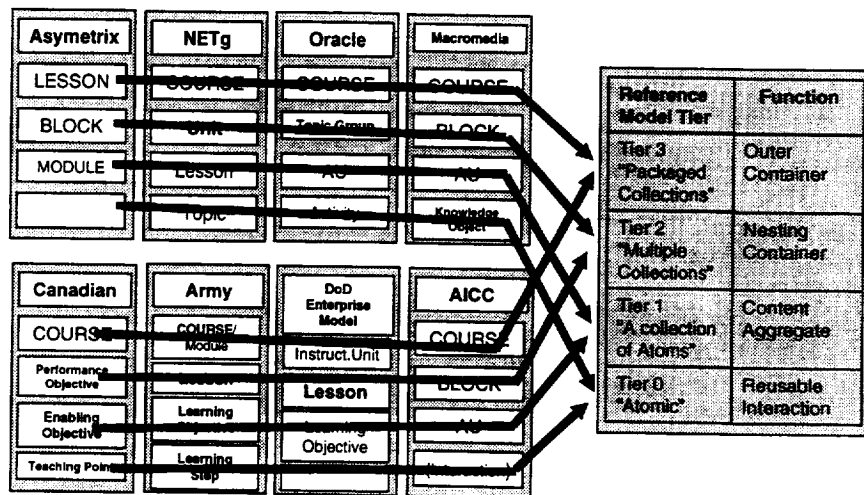 Asymetrix
LESSON
BLOCK
MODULE
NETg
COURSE
Unit
Lesson
Topic
Oracle
COURSE
Topic Group
AU
Activity
Macromedia
COURSE
BLOCK
AU
Knowledge
Object
Canadian
COURSE
Performance
Objective
Enabling
Objective
Teaching Point
Army
COURSE/
Module
Lesson
Learning
Objective
Learning
Step
DoD
Enterprise
Model
Instruct.Unit
Lesson
Learning
Objective
AICC
COURSE
BLOCK
AU
(Interaction)
Reference
Model Tier
Function
Tier 3
"Packaged
Collections"
Outer
Container
Tier 2
"Multiple
Collections"
Nesting
Container
Tier 1
"A collection
of Atoms"
Content
Aggregate
Tier 0
"Atomic"
Reusable
Interaction